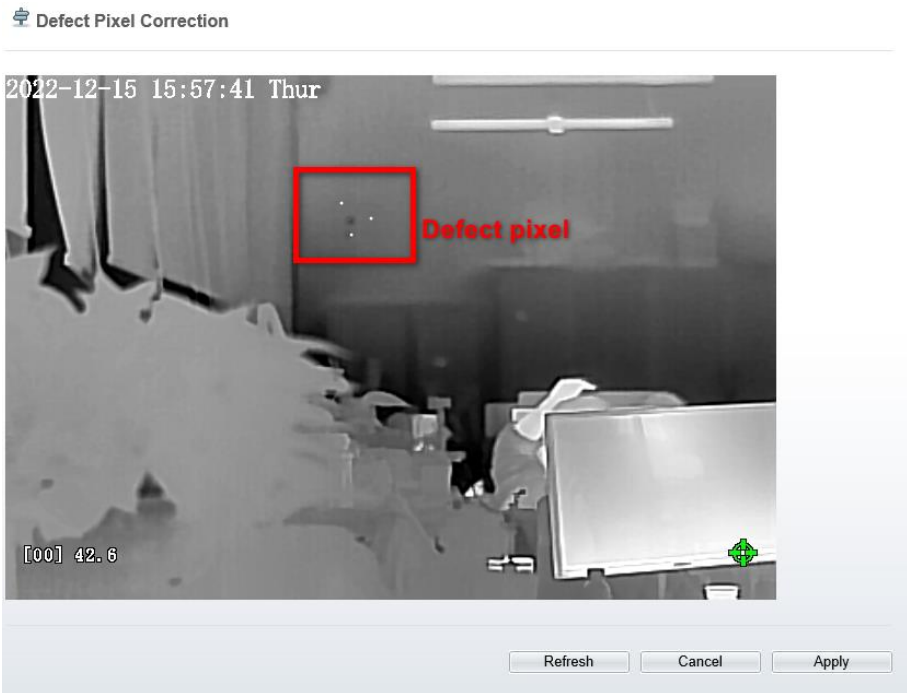 Defect Pixel Correction
2022-12-15 15:57:41 Thur
Defect pixel
[00] 42.6
Refresh Cancel Apply